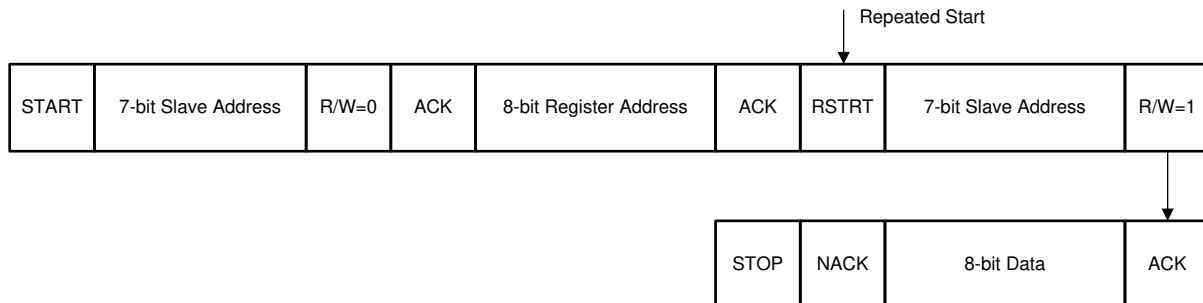 Repeated Start
START 7-bit Slave Address R/W=0 ACK 8-bit Register Address ACK RSTRT 7-bit Slave Address R/W=1
STOP NACK 8-bit Data ACK